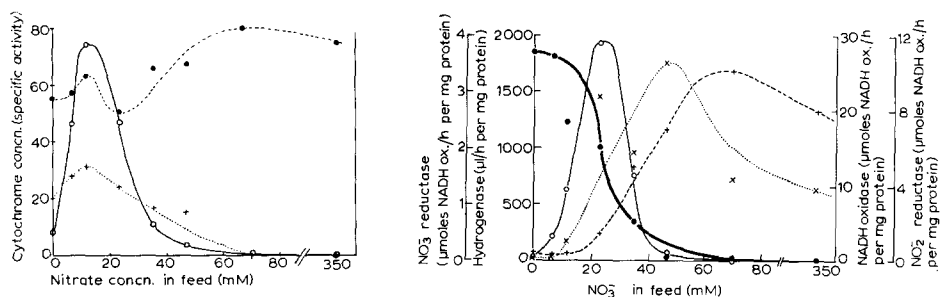 Cytochrome concn. (specific activity)
80
60
40
20
0
0 20 40 60 80 350
Nitrate concn. in feed (mM)
NO₃⁻ reductase
(µmoles NADH ox./h per mg protein)
4
3
2
1
0
Hydrogenase (µl/h per mg protein)
2000
1500
1000
500
0
0 20 40 60 80 350
NO₃⁻ in feed (mM)
30
20
10
0
NADH oxidase (µmoles NADH ox./h
per mg protein)
12
8
4
0
NO₂⁻ reductase (µmoles NADH ox./h
per mg protein)